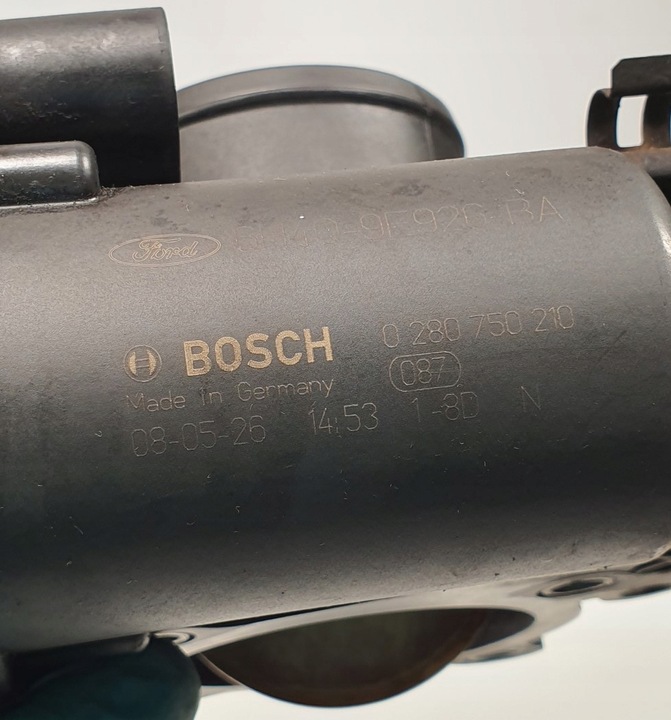 Ford
BOSCH 0 280 750 210
Made in Germany 087
08-05-26 14:53 1-8D N